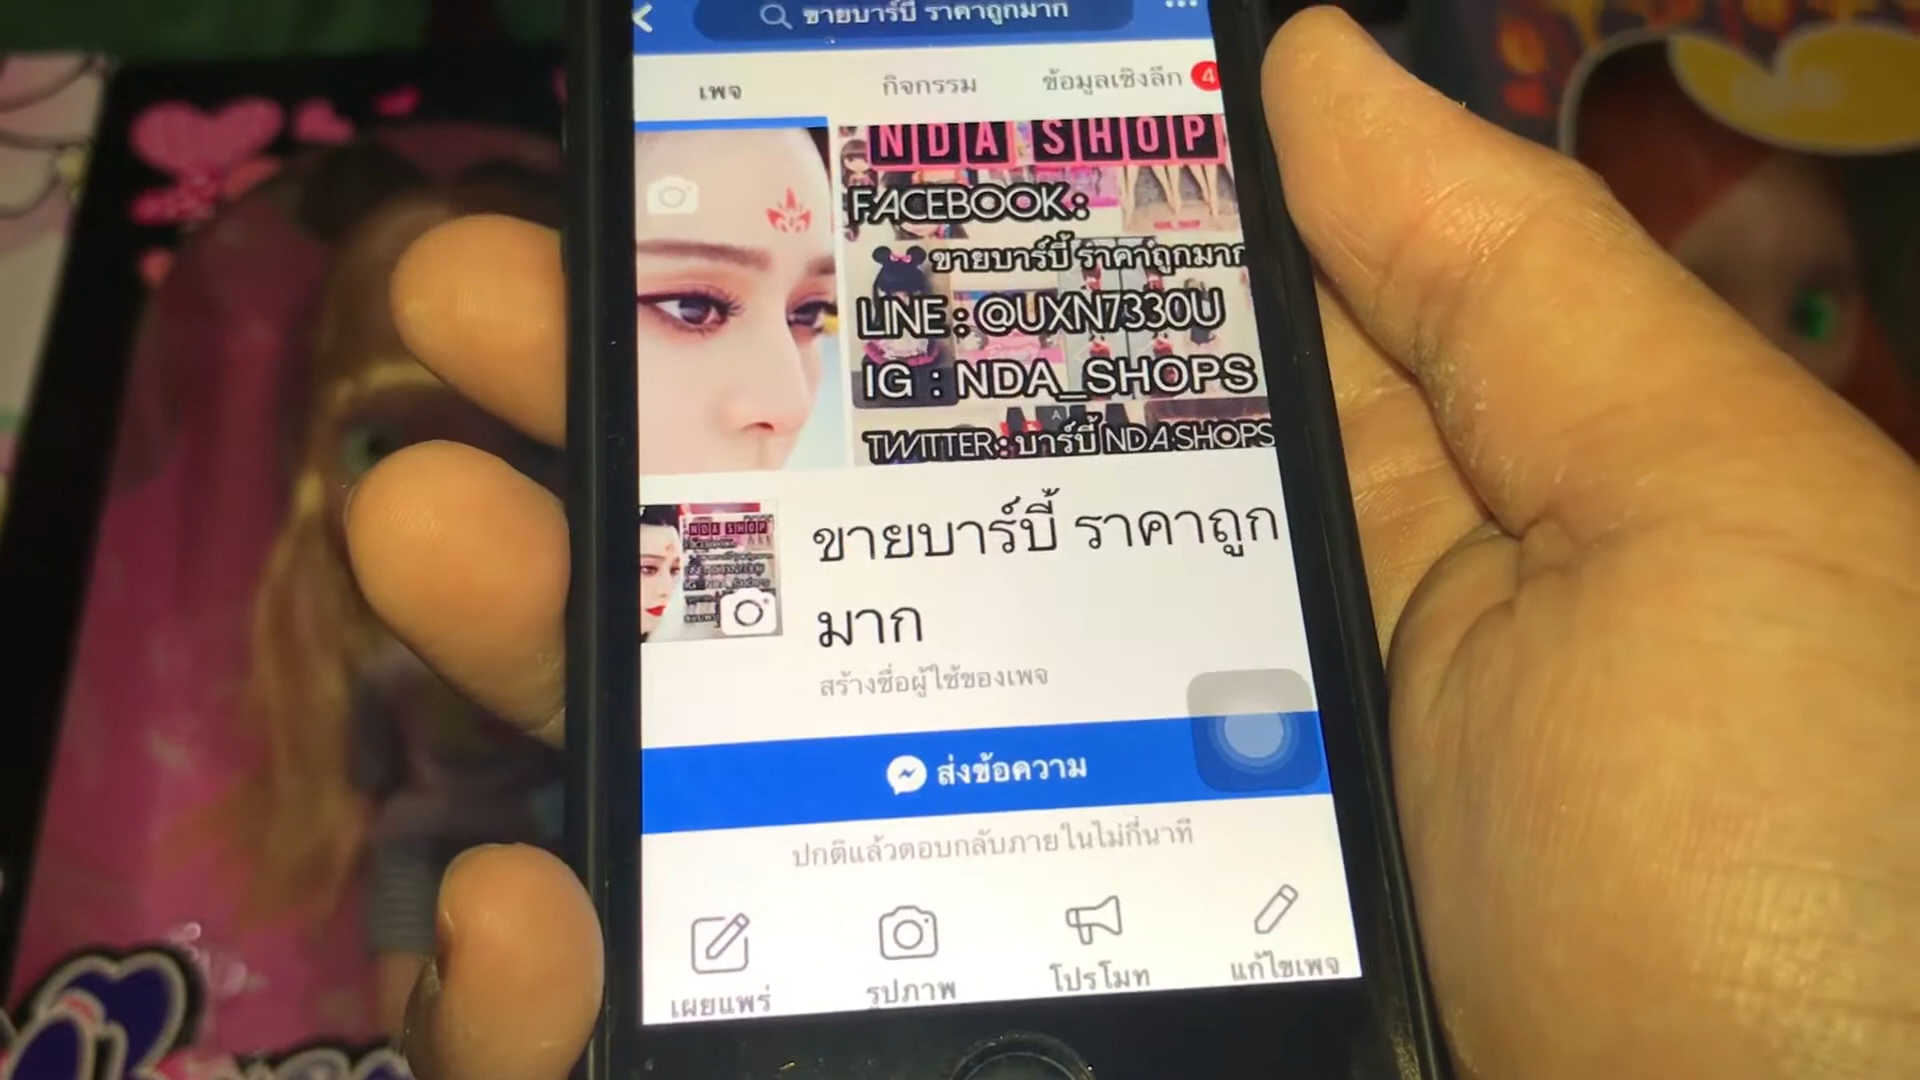 ขายบาร์บี้ ราคาถูกมาก
เพจ
กิจกรรม
ข้อมูลเชิงลึก 4
NDA SHOP
FACEBOOK :
ขายบาร์บี้ ราคาถูกมาก
LINE : @UXN7330U
IG : NDA_SHOPS
TWITTER : บาร์บี้ NDA SHOPS
NDA SHOP
ขายบาร์บี้ ราคาถูก
มาก
สร้างชื่อผู้ใช้ของเพจ
ส่งข้อความ
ปกติแล้วตอบกลับภายในไม่กี่นาที
เผยแพร่
รูปภาพ
โปรโมท
แก้ไขเพจ